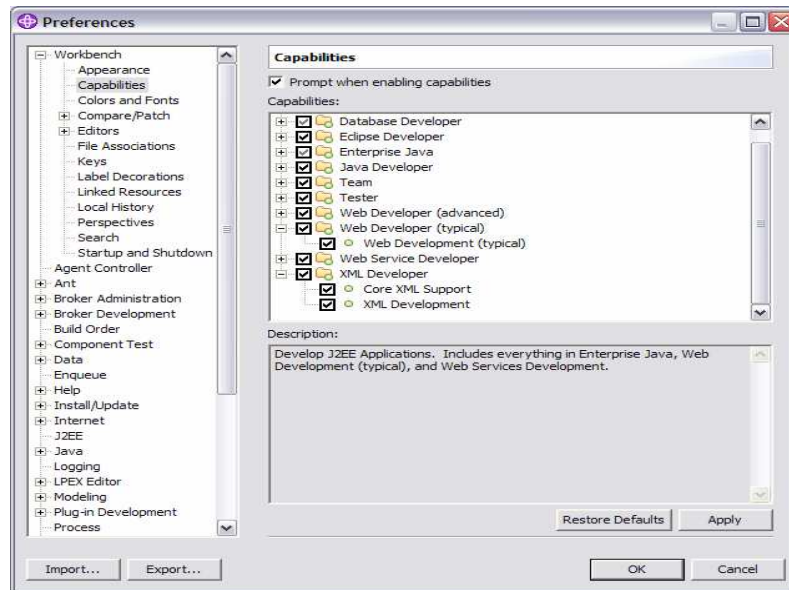 Preferences
Workbench
Appearance
Capabilities
Colors and Fonts
Compare/Patch
Editors
File Associations
Keys
Label Decorations
Linked Resources
Local History
Perspectives
Search
Startup and Shutdown
Agent Controller
Ant
Broker Administration
Broker Development
Build Order
Component Test
Data
Enqueue
Help
Install/Update
Internet
J2EE
Java
Logging
LPEX Editor
Modeling
Plug-in Development
Process
Capabilities
Prompt when enabling capabilities
Capabilities:
Database Developer
Eclipse Developer
Enterprise Java
Java Developer
Team
Tester
Web Developer (advanced)
Web Developer (typical)
Web Development (typical)
Web Service Developer
XML Developer
Core XML Support
XML Development
Description:
Develop J2EE Applications. Includes everything in Enterprise Java, Web
Development (typical), and Web Services Development.
Restore Defaults
Apply
Import...
Export...
OK
Cancel